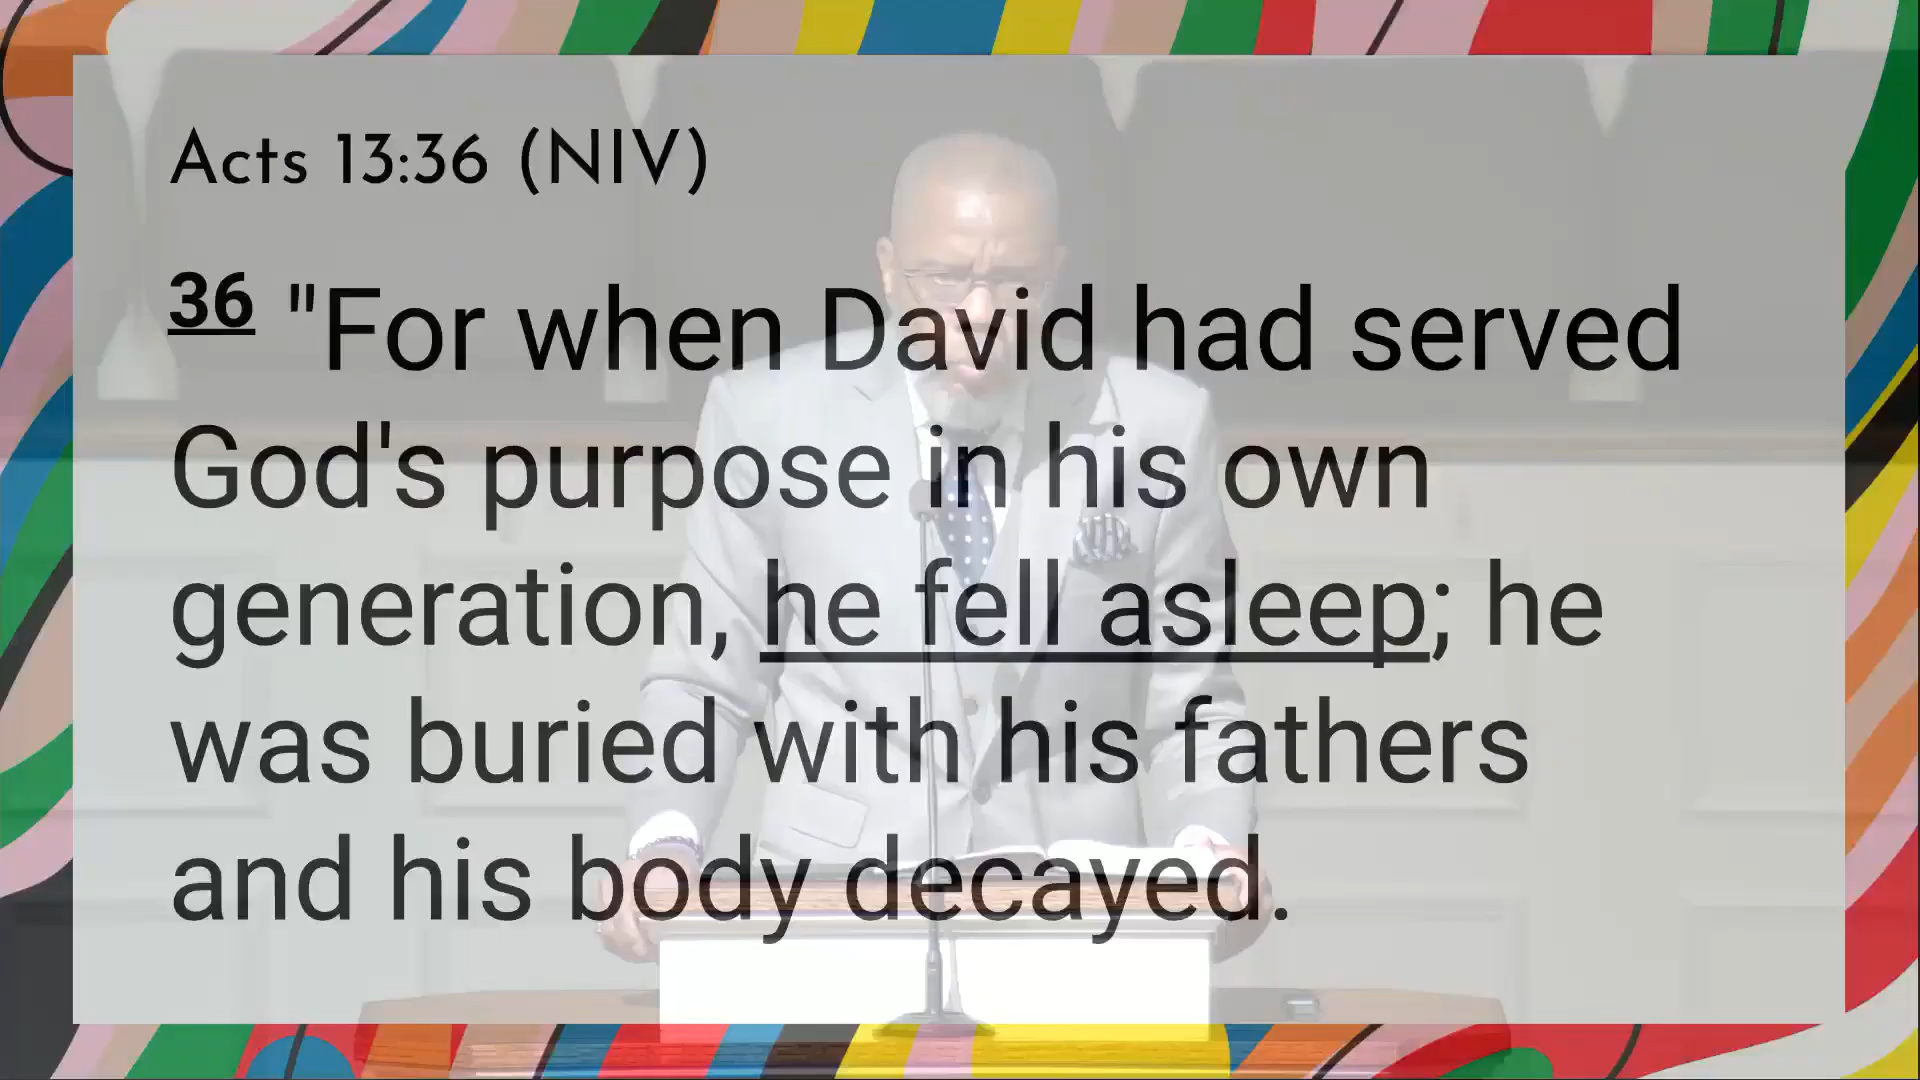 Acts 13:36 (NIV)
36 "For when David had served
God's purpose in his own
generation, he fell asleep; he
was buried with his fathers
and his body decayed.